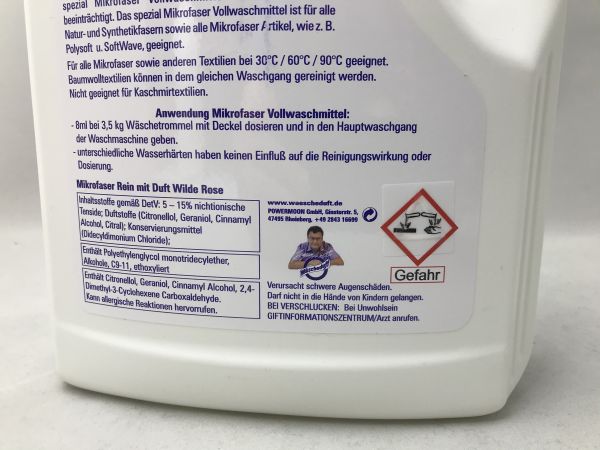 spezial Mikrofaser Vollwaschmittel
beeinträchtigt. Das spezial Mikrofaser Vollwaschmittel ist für alle
Natur- und Synthetikfasern sowie alle Mikrofaser Artikel, wie z. B.
Polysoft u. SoftWave, geeignet.
Für alle Mikrofaser sowie anderen Textilien bei 30°C / 60°C / 90°C geeignet.
Baumwolltextilien können in dem gleichen Waschgang gereinigt werden.
Nicht geeignet für Kaschmirtextilien.
Anwendung Mikrofaser Vollwaschmittel:
- 8ml bei 3,5 kg Wäschetrommel mit Deckel dosieren und in den Hauptwaschgang
der Waschmaschine geben.
- unterschiedliche Wasserhärten haben keinen Einfluß auf die Reinigungswirkung oder
Dosierung.
Mikrofaser Rein mit Duft Wilde Rose
Inhaltsstoffe gemäß DetV: 5 – 15% nichtionische
Tenside; Duftstoffe (Citronellol, Geraniol, Cinnamyl
Alcohol, Citral); Konservierungsmittel
(Didecyldimonium Chloride);
Enthält Polyethylenglycol monotridecylether,
Alkohole, C9-11, ethoxyliert
Enthält Citronellol, Geraniol, Cinnamyl Alcohol, 2,4-
Dimethyl-3-Cyclohexene Carboxaldehyde.
Kann allergische Reaktionen hervorrufen.
www.waescheduft.de
POWERMOON GmbH, Ginsterstr. 5,
47495 Rheinberg, +49 2843 16699
Wäscheduft
Gefahr
Verursacht schwere Augenschäden.
Darf nicht in die Hände von Kindern gelangen.
BEI VERSCHLUCKEN: Bei Unwohlsein
GIFTINFORMATIONSZENTRUM/Arzt anrufen.